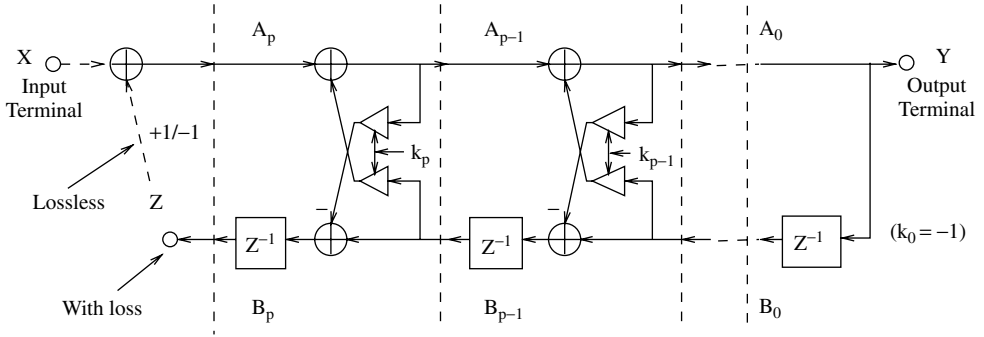 A_p
A_{p-1}
A_0
X
Y
Input
Terminal
Output
Terminal
+1/−1
k_p
k_{p-1}
Lossless
Z
−
−
Z^{-1}
Z^{-1}
Z^{-1}
(k_0 = −1)
With loss
B_p
B_{p-1}
B_0